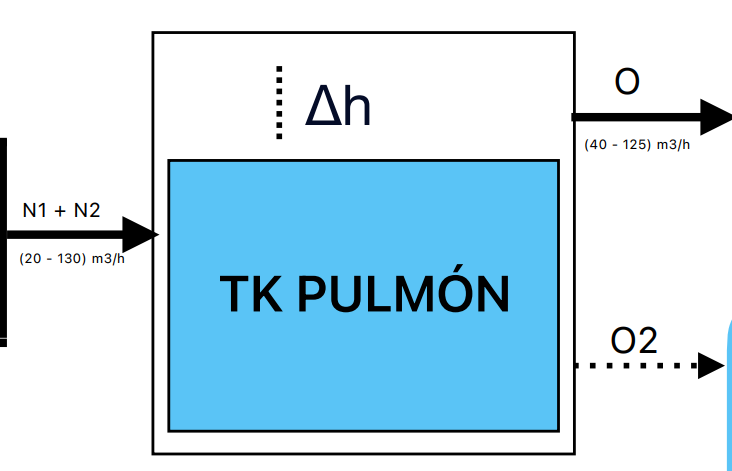 Δh
O
(40 - 125) m3/h
N1 + N2
(20 - 130) m3/h
TK PULMÓN
O2